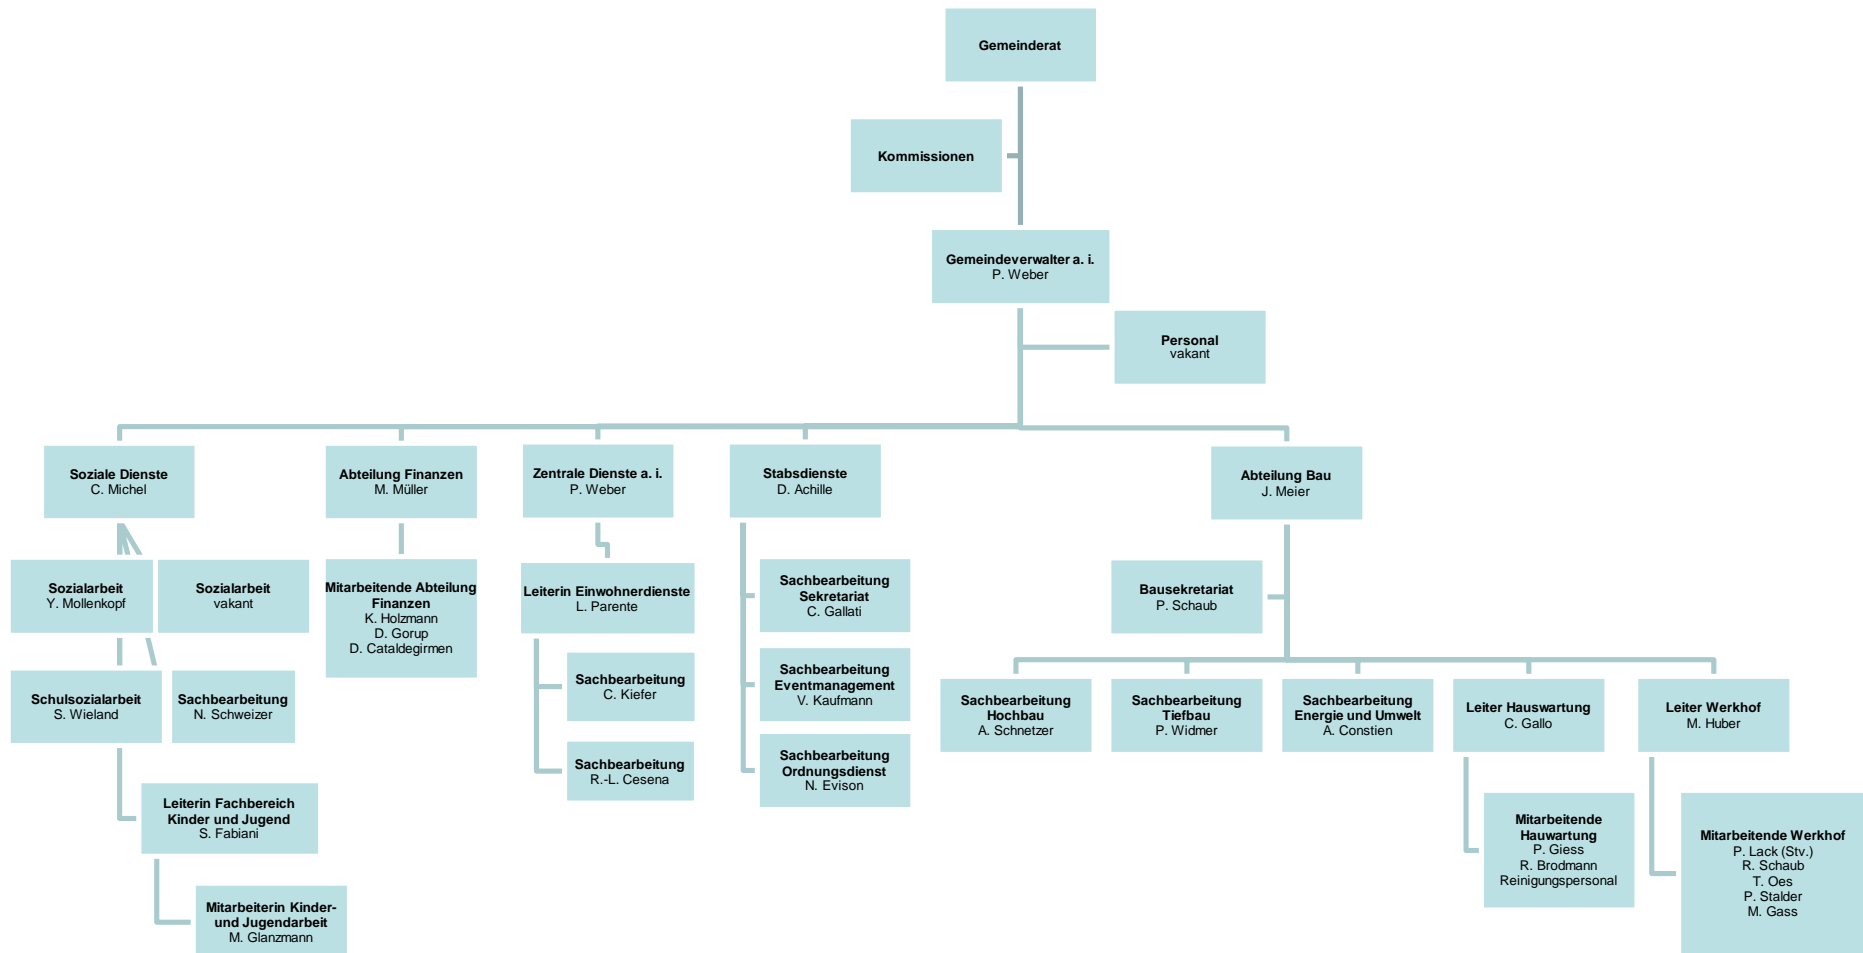 Gemeinderat
Kommissionen
Gemeindeverwalter a. i.
P. Weber
Personal
vakant
Soziale Dienste
C. Michel
Abteilung Finanzen
M. Müller
Zentrale Dienste a. i.
P. Weber
Stabsdienste
D. Achille
Abteilung Bau
J. Meier
Sozialarbeit
Y. Mollenkopf
Sozialarbeit
vakant
Mitarbeitende Abteilung
Finanzen
K. Holzmann
D. Gorup
D. Cataldegirmen
Leiterin Einwohnerdienste
L. Parente
Sachbearbeitung
Sekretariat
C. Gallati
Bausekretariat
P. Schaub
Schulsozialarbeit
S. Wieland
Sachbearbeitung
N. Schweizer
Sachbearbeitung
C. Kiefer
Sachbearbeitung
Eventmanagement
V. Kaufmann
Sachbearbeitung
Hochbau
A. Schnetzer
Sachbearbeitung
Tiefbau
P. Widmer
Sachbearbeitung
Energie und Umwelt
A. Constien
Leiter Hauswartung
C. Gallo
Leiter Werkhof
M. Huber
Sachbearbeitung
R.-L. Cesena
Sachbearbeitung
Ordnungsdienst
N. Evison
Leiterin Fachbereich
Kinder und Jugend
S. Fabiani
Mitarbeitende
Hauwartung
P. Giess
R. Brodmann
Reinigungspersonal
Mitarbeitende Werkhof
P. Lack (Stv.)
R. Schaub
T. Oes
P. Stalder
M. Gass
Mitarbeiterin Kinder-
und Jugendarbeit
M. Glanzmann